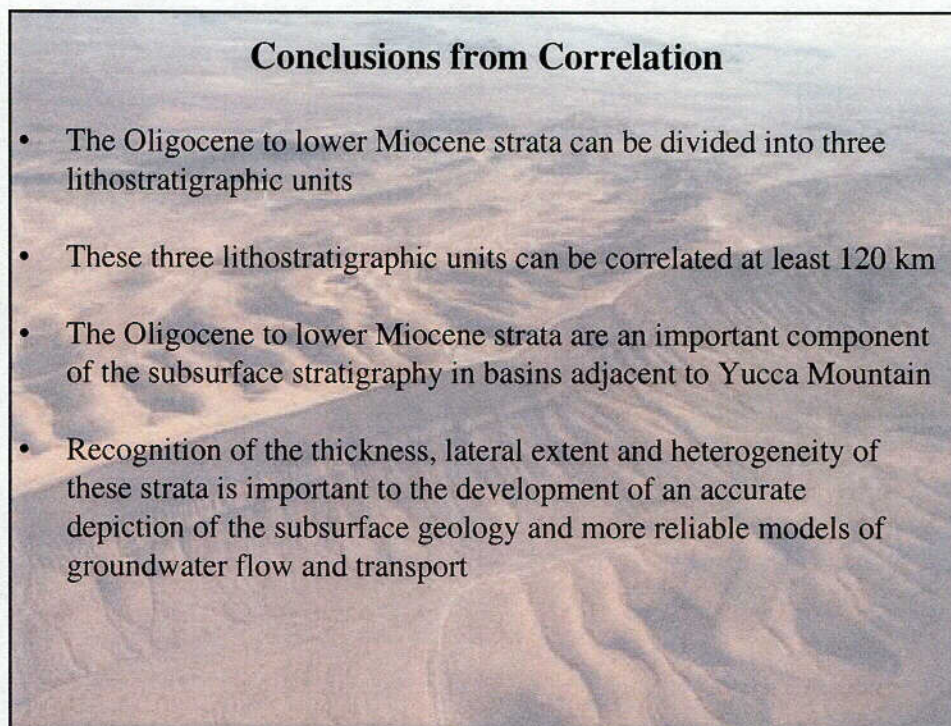 Conclusions from Correlation
• The Oligocene to lower Miocene strata can be divided into three
lithostratigraphic units
• These three lithostratigraphic units can be correlated at least 120 km
• The Oligocene to lower Miocene strata are an important component
of the subsurface stratigraphy in basins adjacent to Yucca Mountain
• Recognition of the thickness, lateral extent and heterogeneity of
these strata is important to the development of an accurate
depiction of the subsurface geology and more reliable models of
groundwater flow and transport